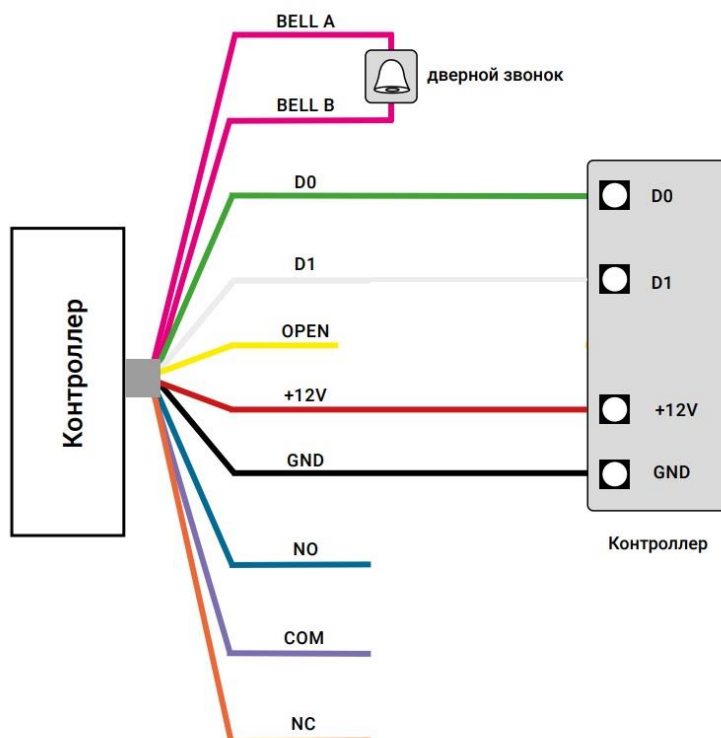 BELL A
дверной звонок
BELL B
D0
D0
D1
D1
OPEN
+12V
+12V
GND
GND
Контроллер
Контроллер
NO
COM
NC